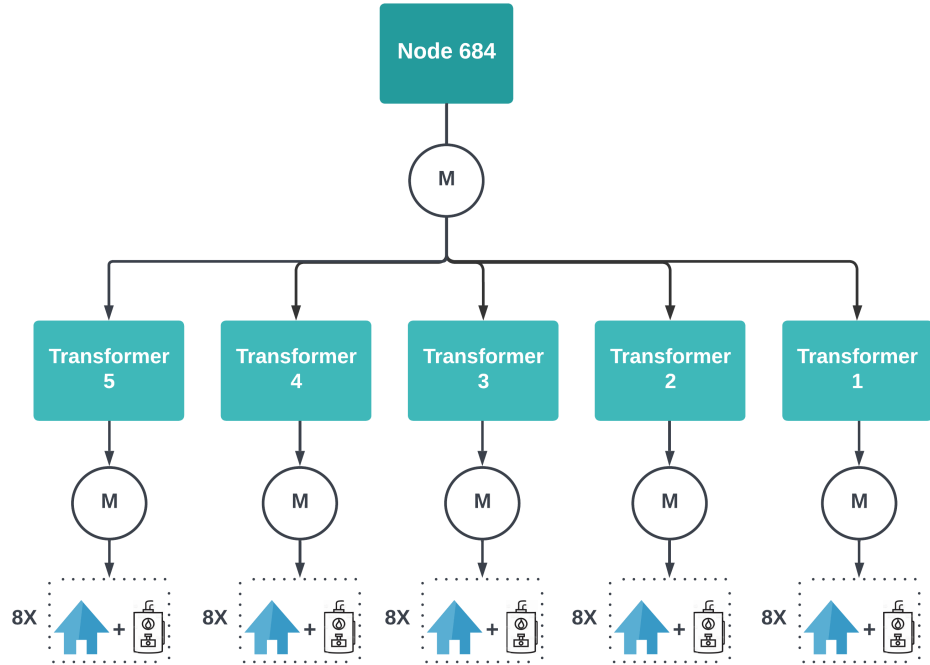 Node 684
M
Transformer
5
Transformer
4
Transformer
3
Transformer
2
Transformer
1
M
M
M
M
M
8X
+
8X
+
8X
+
8X
+
8X
+